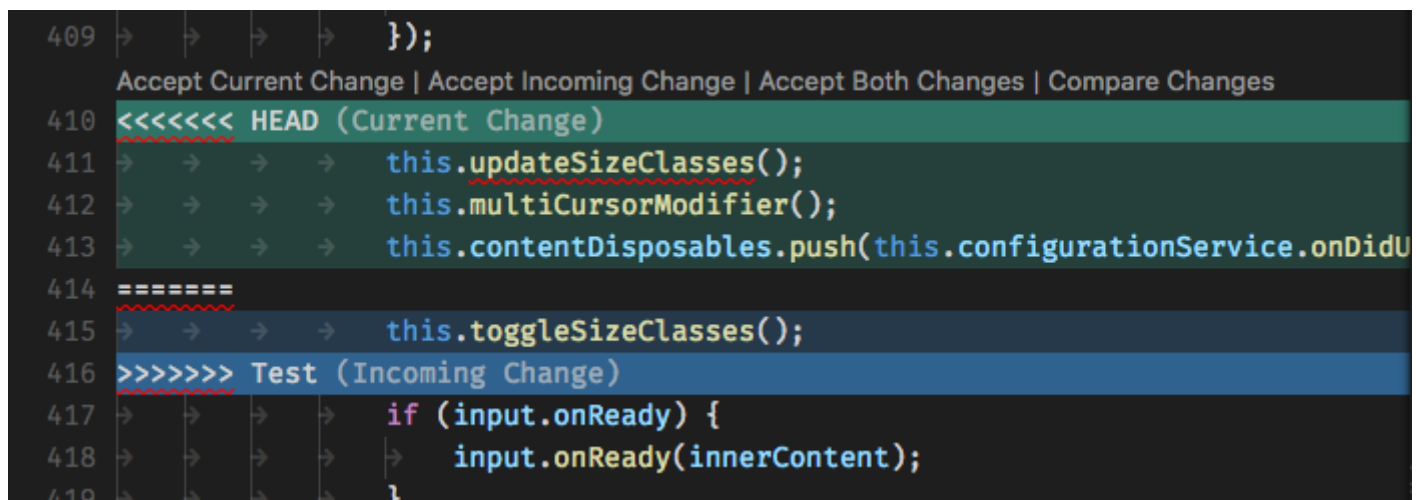 409 });
Accept Current Change | Accept Incoming Change | Accept Both Changes | Compare Changes
410 <<<<<<< HEAD (Current Change)
411 this.updateSizeClasses();
412 this.multiCursorModifier();
413 this.contentDisposables.push(this.configurationService.onDidU
414 =======
415 this.toggleSizeClasses();
416 >>>>>>> Test (Incoming Change)
417 if (input.onReady) {
418 input.onReady(innerContent);
419 }